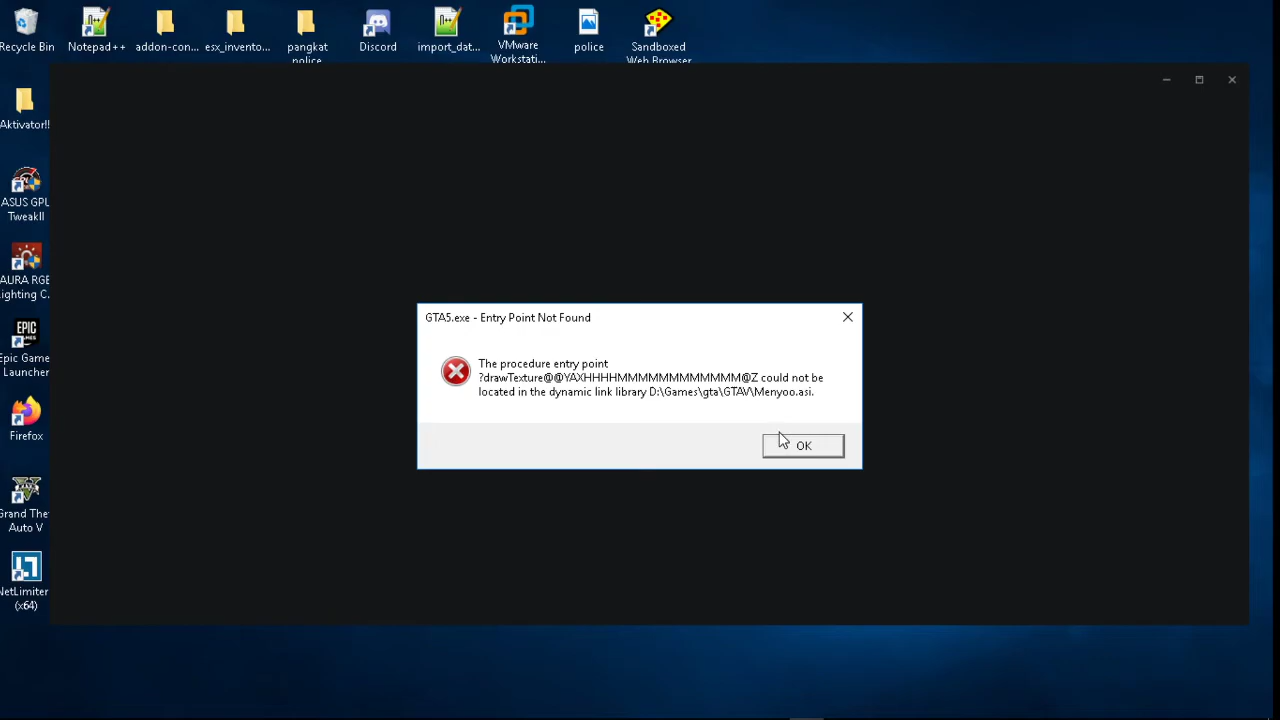 Recycle Bin
Notepad++
addon-con...
esx_invento...
pangkat
police
Discord
import_dat...
VMware
Workstati...
police
Sandboxed
Web Browser
Aktivator!!
ASUS GPU
TweakII
AURA RGB
Lighting C...
EPIC
GAMES
Epic Games
Launcher
Firefox
Grand Theft
Auto V
NetLimiter
(x64)
GTA5.exe - Entry Point Not Found
The procedure entry point
?drawTexture@@YAXHHHHMMMMMMMMMMMM@Z could not be
located in the dynamic link library D:\Games\gta\GTAV\Menyoo.asi.
OK